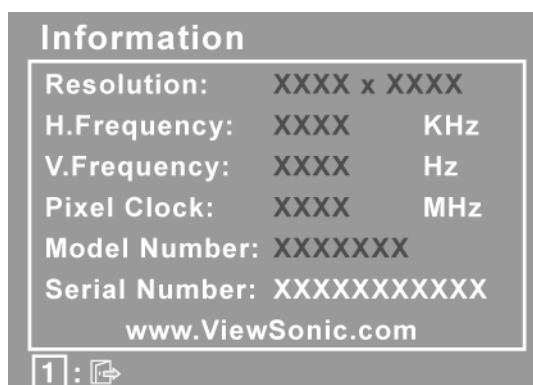 Information
Resolution: XXXX x XXXX
H.Frequency: XXXX KHz
V.Frequency: XXXX Hz
Pixel Clock: XXXX MHz
Model Number: XXXXXXX
Serial Number: XXXXXXXXXXX
www.ViewSonic.com
1 :